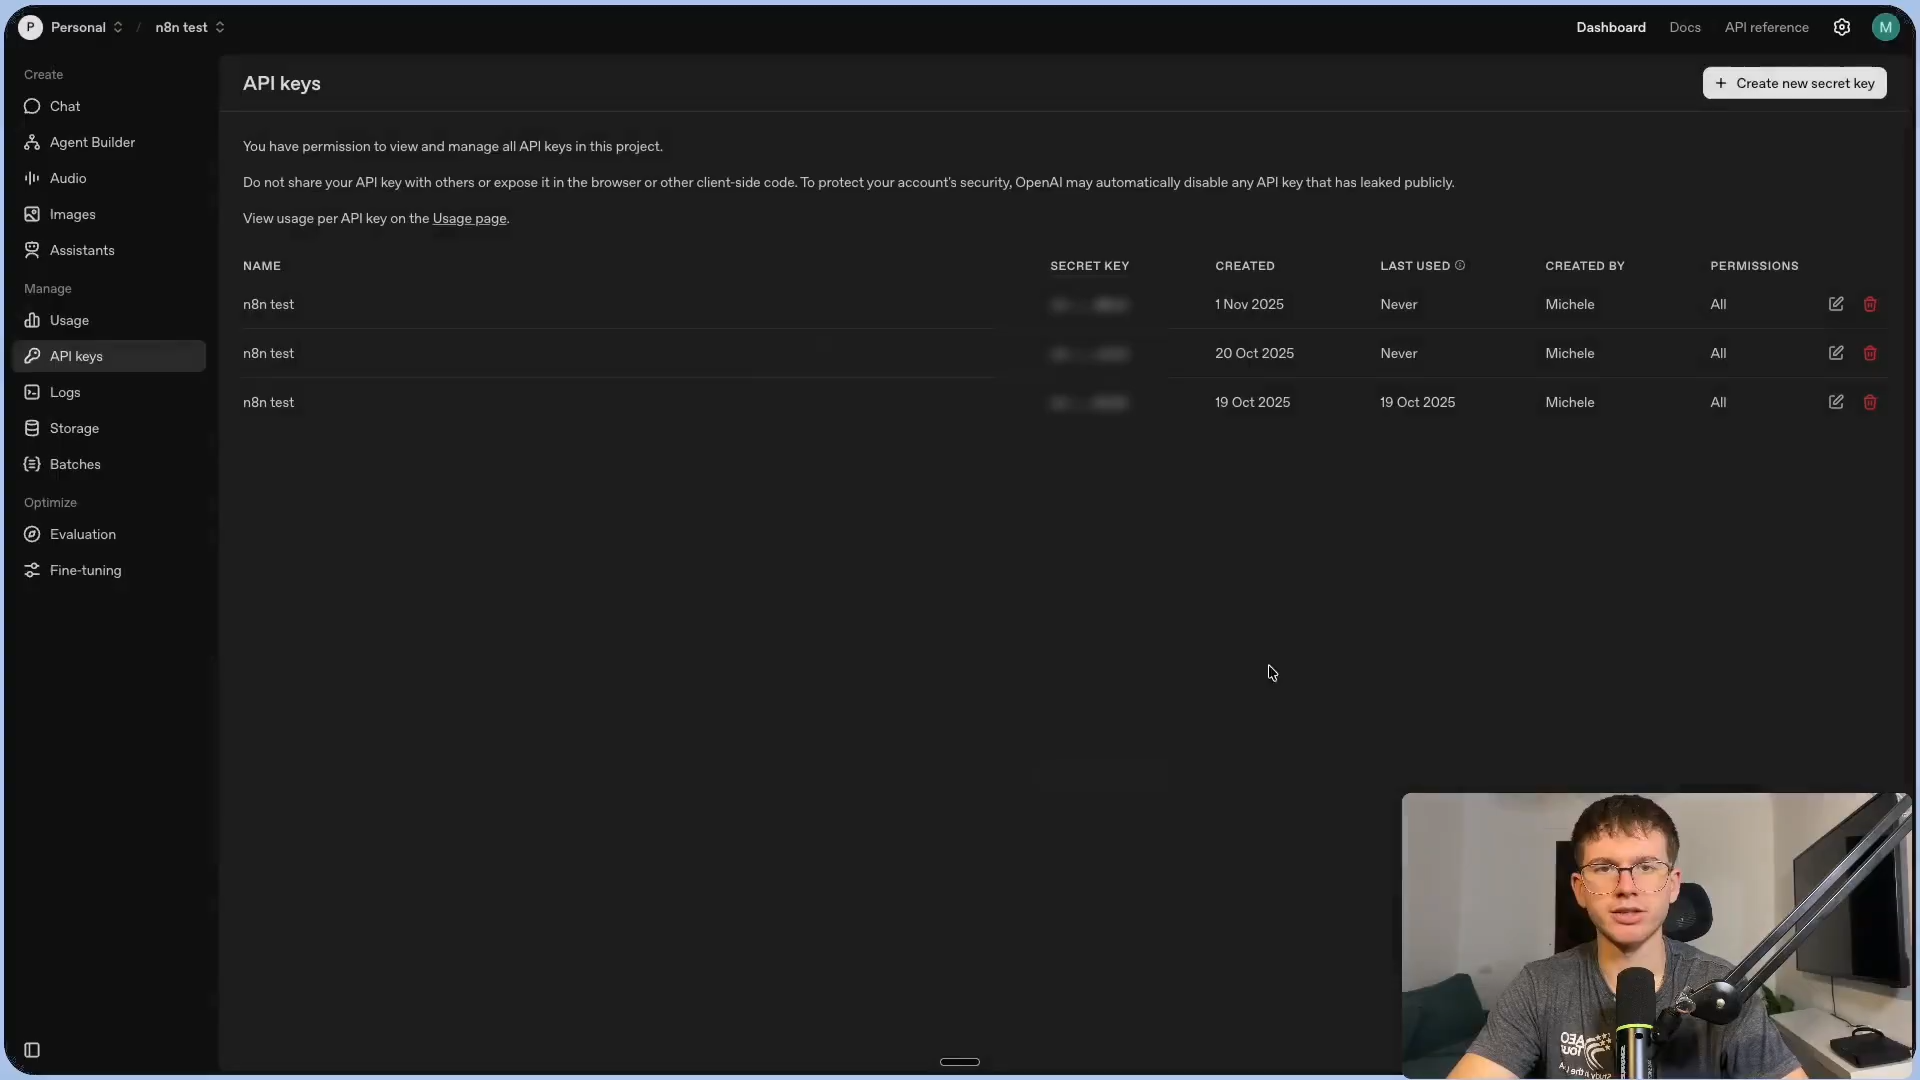 P Personal / n8n test
Dashboard Docs API reference M
Create
Chat
Agent Builder
Audio
Images
Assistants
Manage
Usage
API keys
Logs
Storage
Batches
Optimize
Evaluation
Fine-tuning
API keys
+ Create new secret key
You have permission to view and manage all API keys in this project.
Do not share your API key with others or expose it in the browser or other client-side code. To protect your account's security, OpenAI may automatically disable any API key that has leaked publicly.
View usage per API key on the Usage page.
NAME SECRET KEY CREATED LAST USED CREATED BY PERMISSIONS
n8n test 1 Nov 2025 Never Michele All
n8n test 20 Oct 2025 Never Michele All
n8n test 19 Oct 2025 19 Oct 2025 Michele All